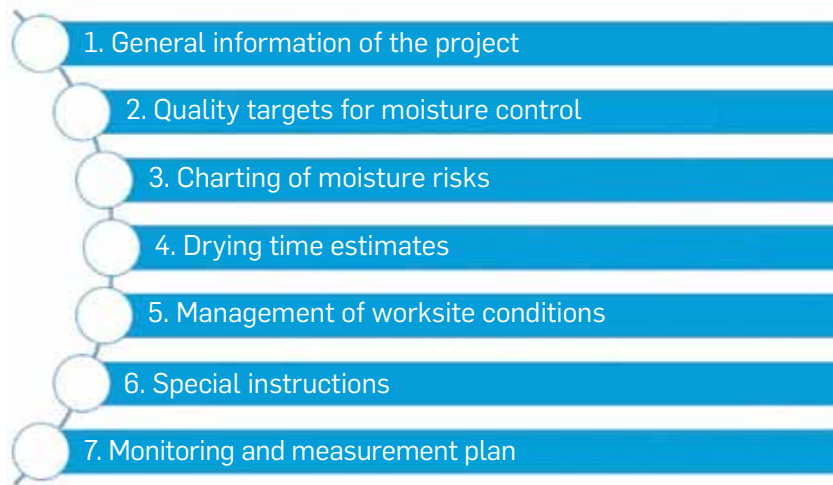 1. General information of the project
2. Quality targets for moisture control
3. Charting of moisture risks
4. Drying time estimates
5. Management of worksite conditions
6. Special instructions
7. Monitoring and measurement plan